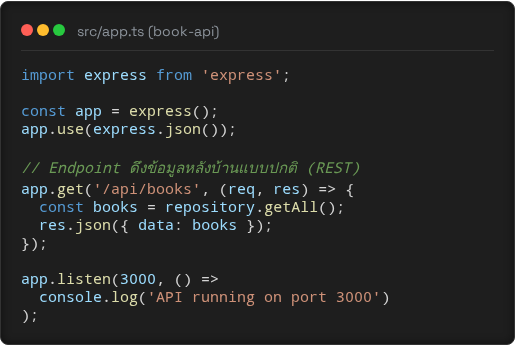 src/app.ts (book-api)
import express from 'express';
const app = express();
app.use(express.json());
// Endpoint ดึงข้อมูลหลังบ้านแบบปกติ (REST)
app.get('/api/books', (req, res) => {
  const books = repository.getAll();
  res.json({ data: books });
});
app.listen(3000, () =>
  console.log('API running on port 3000')
);